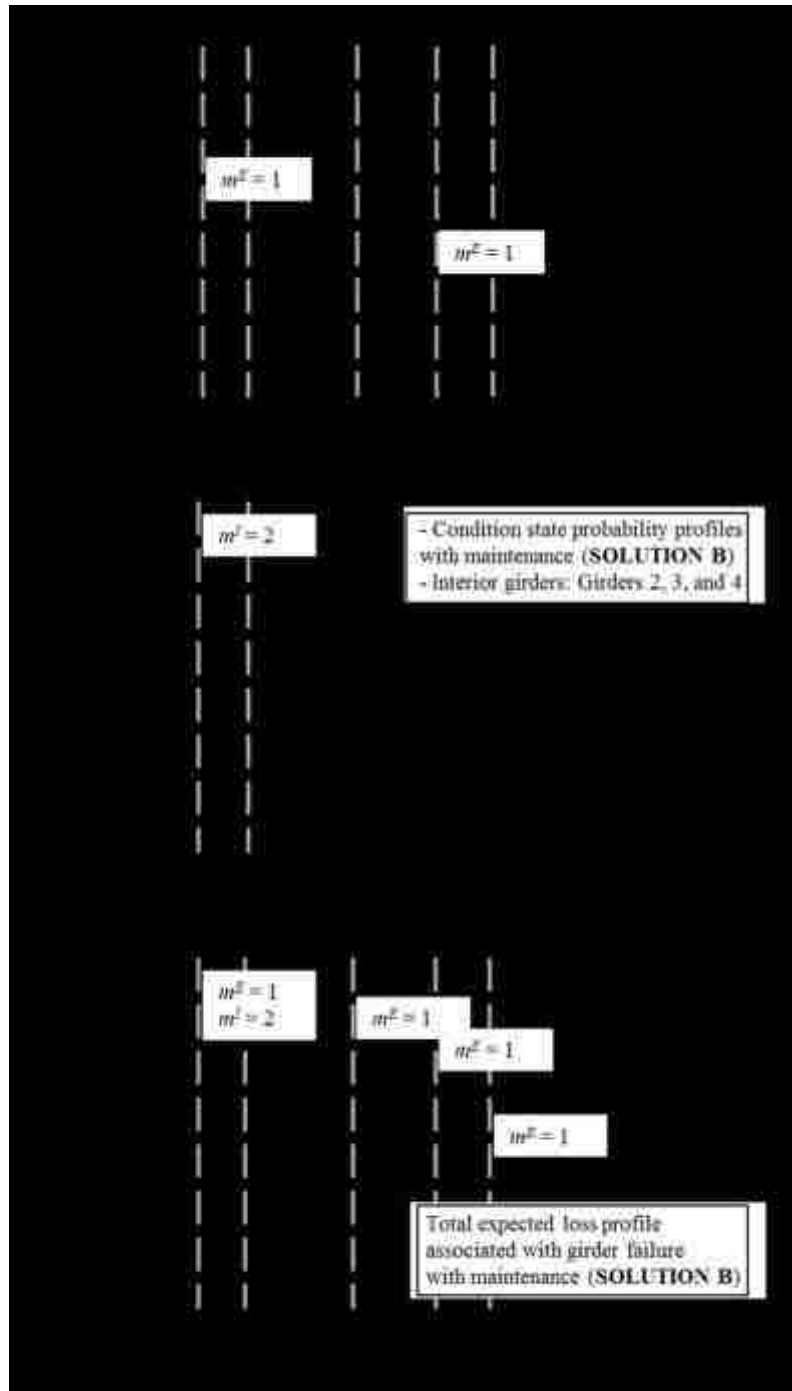 m^E = 1
m^E = 1
m^I = 2
- Condition state probability profiles
with maintenance (SOLUTION B)
- Interior girders: Girders 2, 3, and 4
m^E = 1
m^I = 2
m^E = 1
m^E = 1
m^E = 1
Total expected loss profile
associated with girder failure
with maintenance (SOLUTION B)